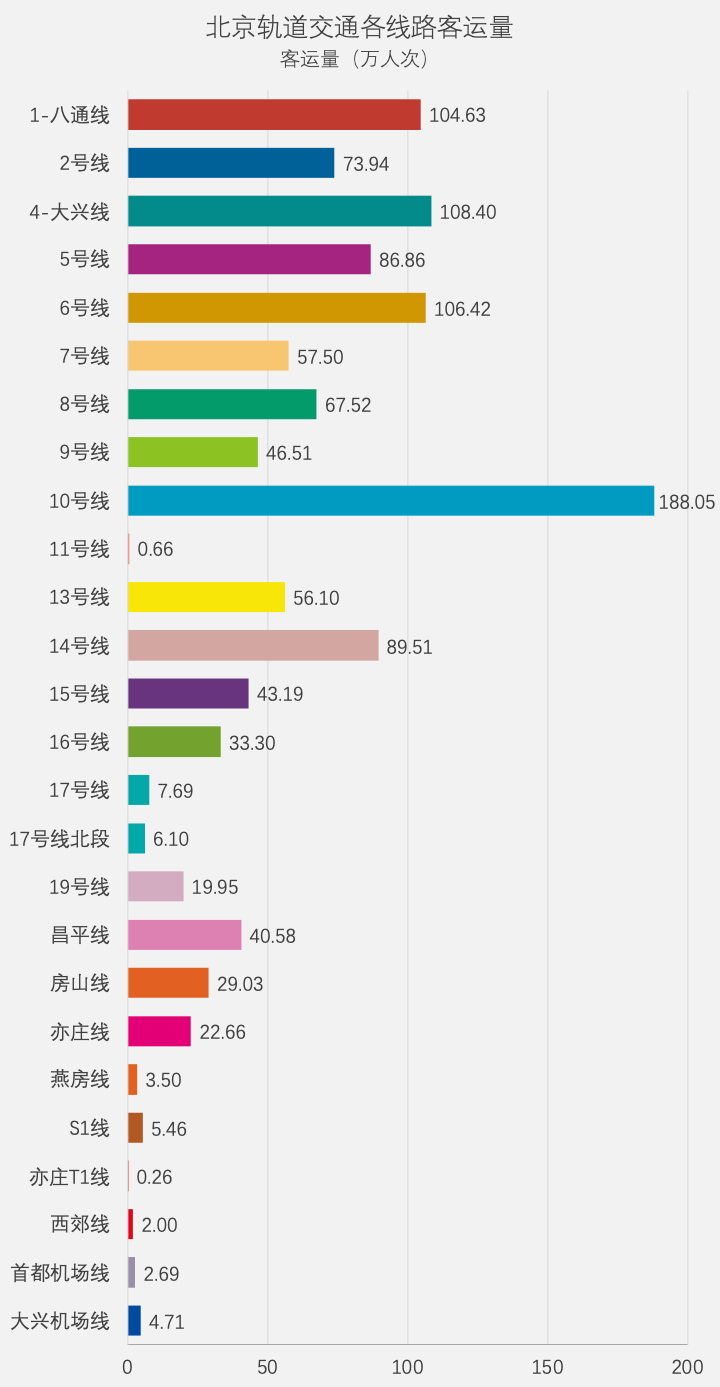 北京轨道交通各线路客运量
客运量（万人次）
1-八通线 104.63
2号线 73.94
4-大兴线 108.40
5号线 86.86
6号线 106.42
7号线 57.50
8号线 67.52
9号线 46.51
10号线 188.05
11号线 0.66
13号线 56.10
14号线 89.51
15号线 43.19
16号线 33.30
17号线 7.69
17号线北段 6.10
19号线 19.95
昌平线 40.58
房山线 29.03
亦庄线 22.66
燕房线 3.50
S1线 5.46
亦庄T1线 0.26
西郊线 2.00
首都机场线 2.69
大兴机场线 4.71
0 50 100 150 200